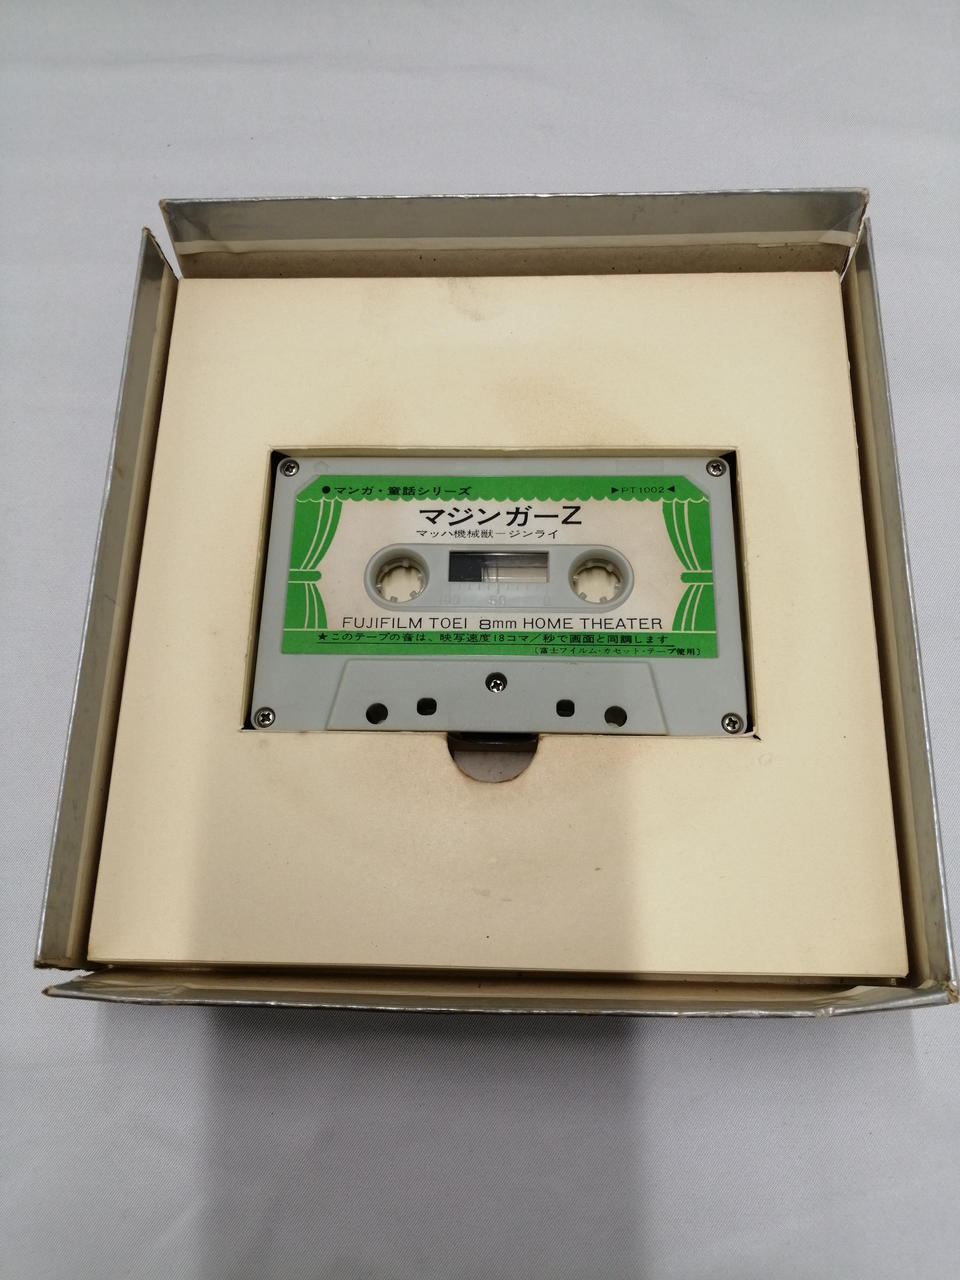 ●マンガ・童話シリーズ
▶PT1002◀
マジンガーZ
マッハ機械獣―ジンライ
100 50 0
FUJIFILM TOEI 8mm HOME THEATER
★このテープの音は、映写速度18コマ/秒で画面と同調します
(富士フイルム・カセット・テープ使用)